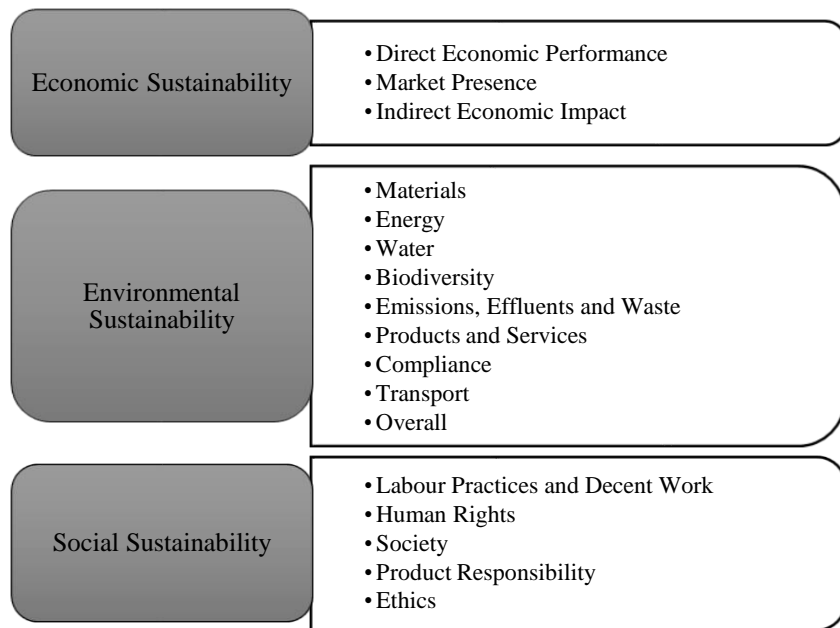 Economic Sustainability
• Direct Economic Performance
• Market Presence
• Indirect Economic Impact
Environmental
Sustainability
• Materials
• Energy
• Water
• Biodiversity
• Emissions, Effluents and Waste
• Products and Services
• Compliance
• Transport
• Overall
Social Sustainability
• Labour Practices and Decent Work
• Human Rights
• Society
• Product Responsibility
• Ethics